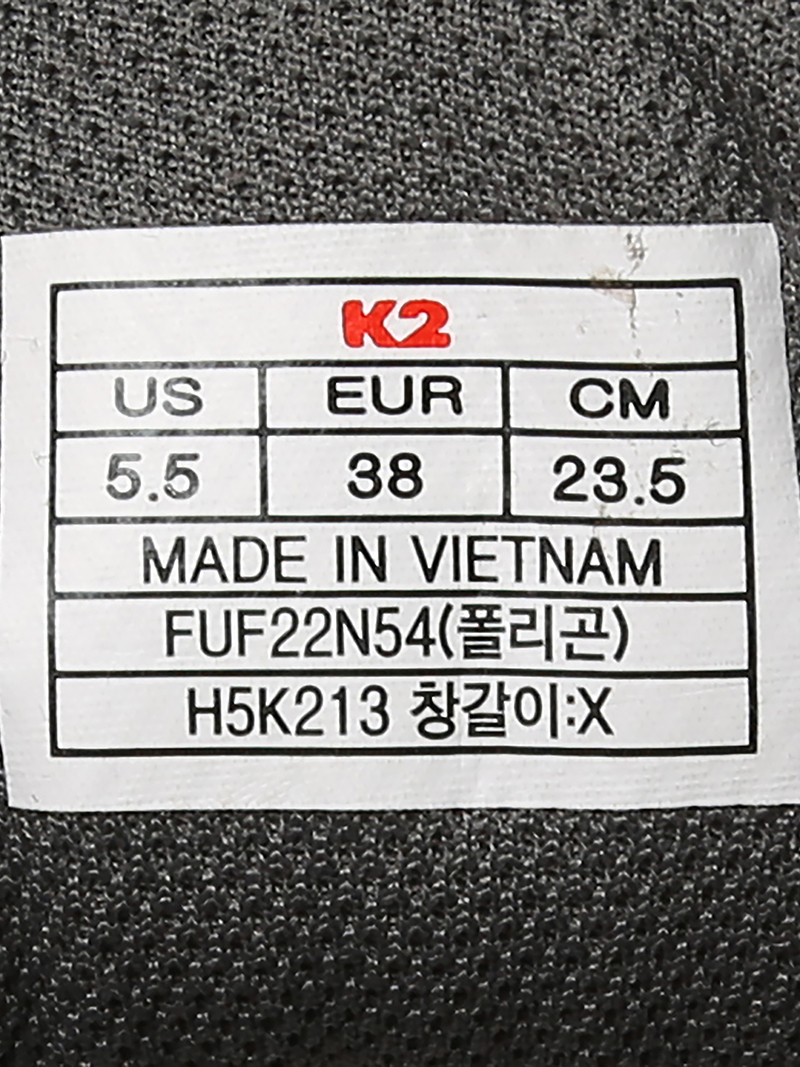 K2
US EUR CM
5.5 38 23.5
MADE IN VIETNAM
FUF22N54(폴리곤)
H5K213 창갈이:X